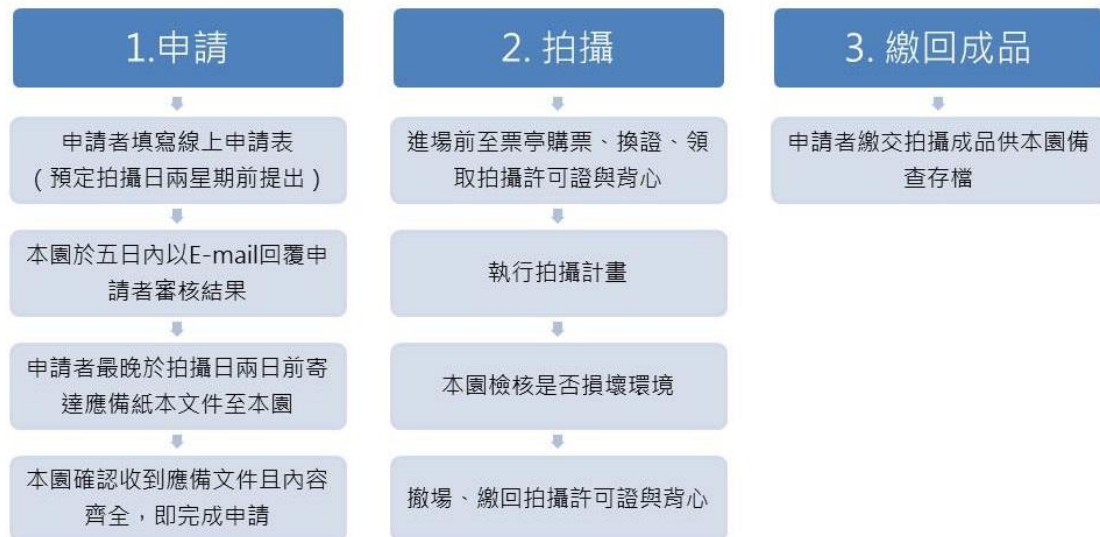 1.申請
申請者填寫線上申請表
(預定拍攝日兩星期前提出)
本園於五日內以E-mail回覆申
請者審核結果
申請者最晚於拍攝日兩日前寄
達應備紙本文件至本園
本園確認收到應備文件且內容
齊全，即完成申請
2. 拍攝
進場前至票亭購票、換證、領
取拍攝許可證與背心
執行拍攝計畫
本園檢核是否損壞環境
撤場、繳回拍攝許可證與背心
3. 繳回成品
申請者繳交拍攝成品供本園備
查存檔